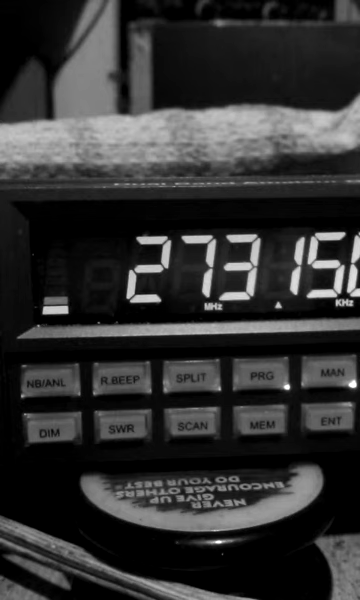 273150
MHz ▲ KHz
NB/ANL R.BEEP SPLIT PRG MAN
DIM SWR SCAN MEM ENT
NEVER
GIVE UP
ENCOURAGE OTHERS
DO YOUR BEST